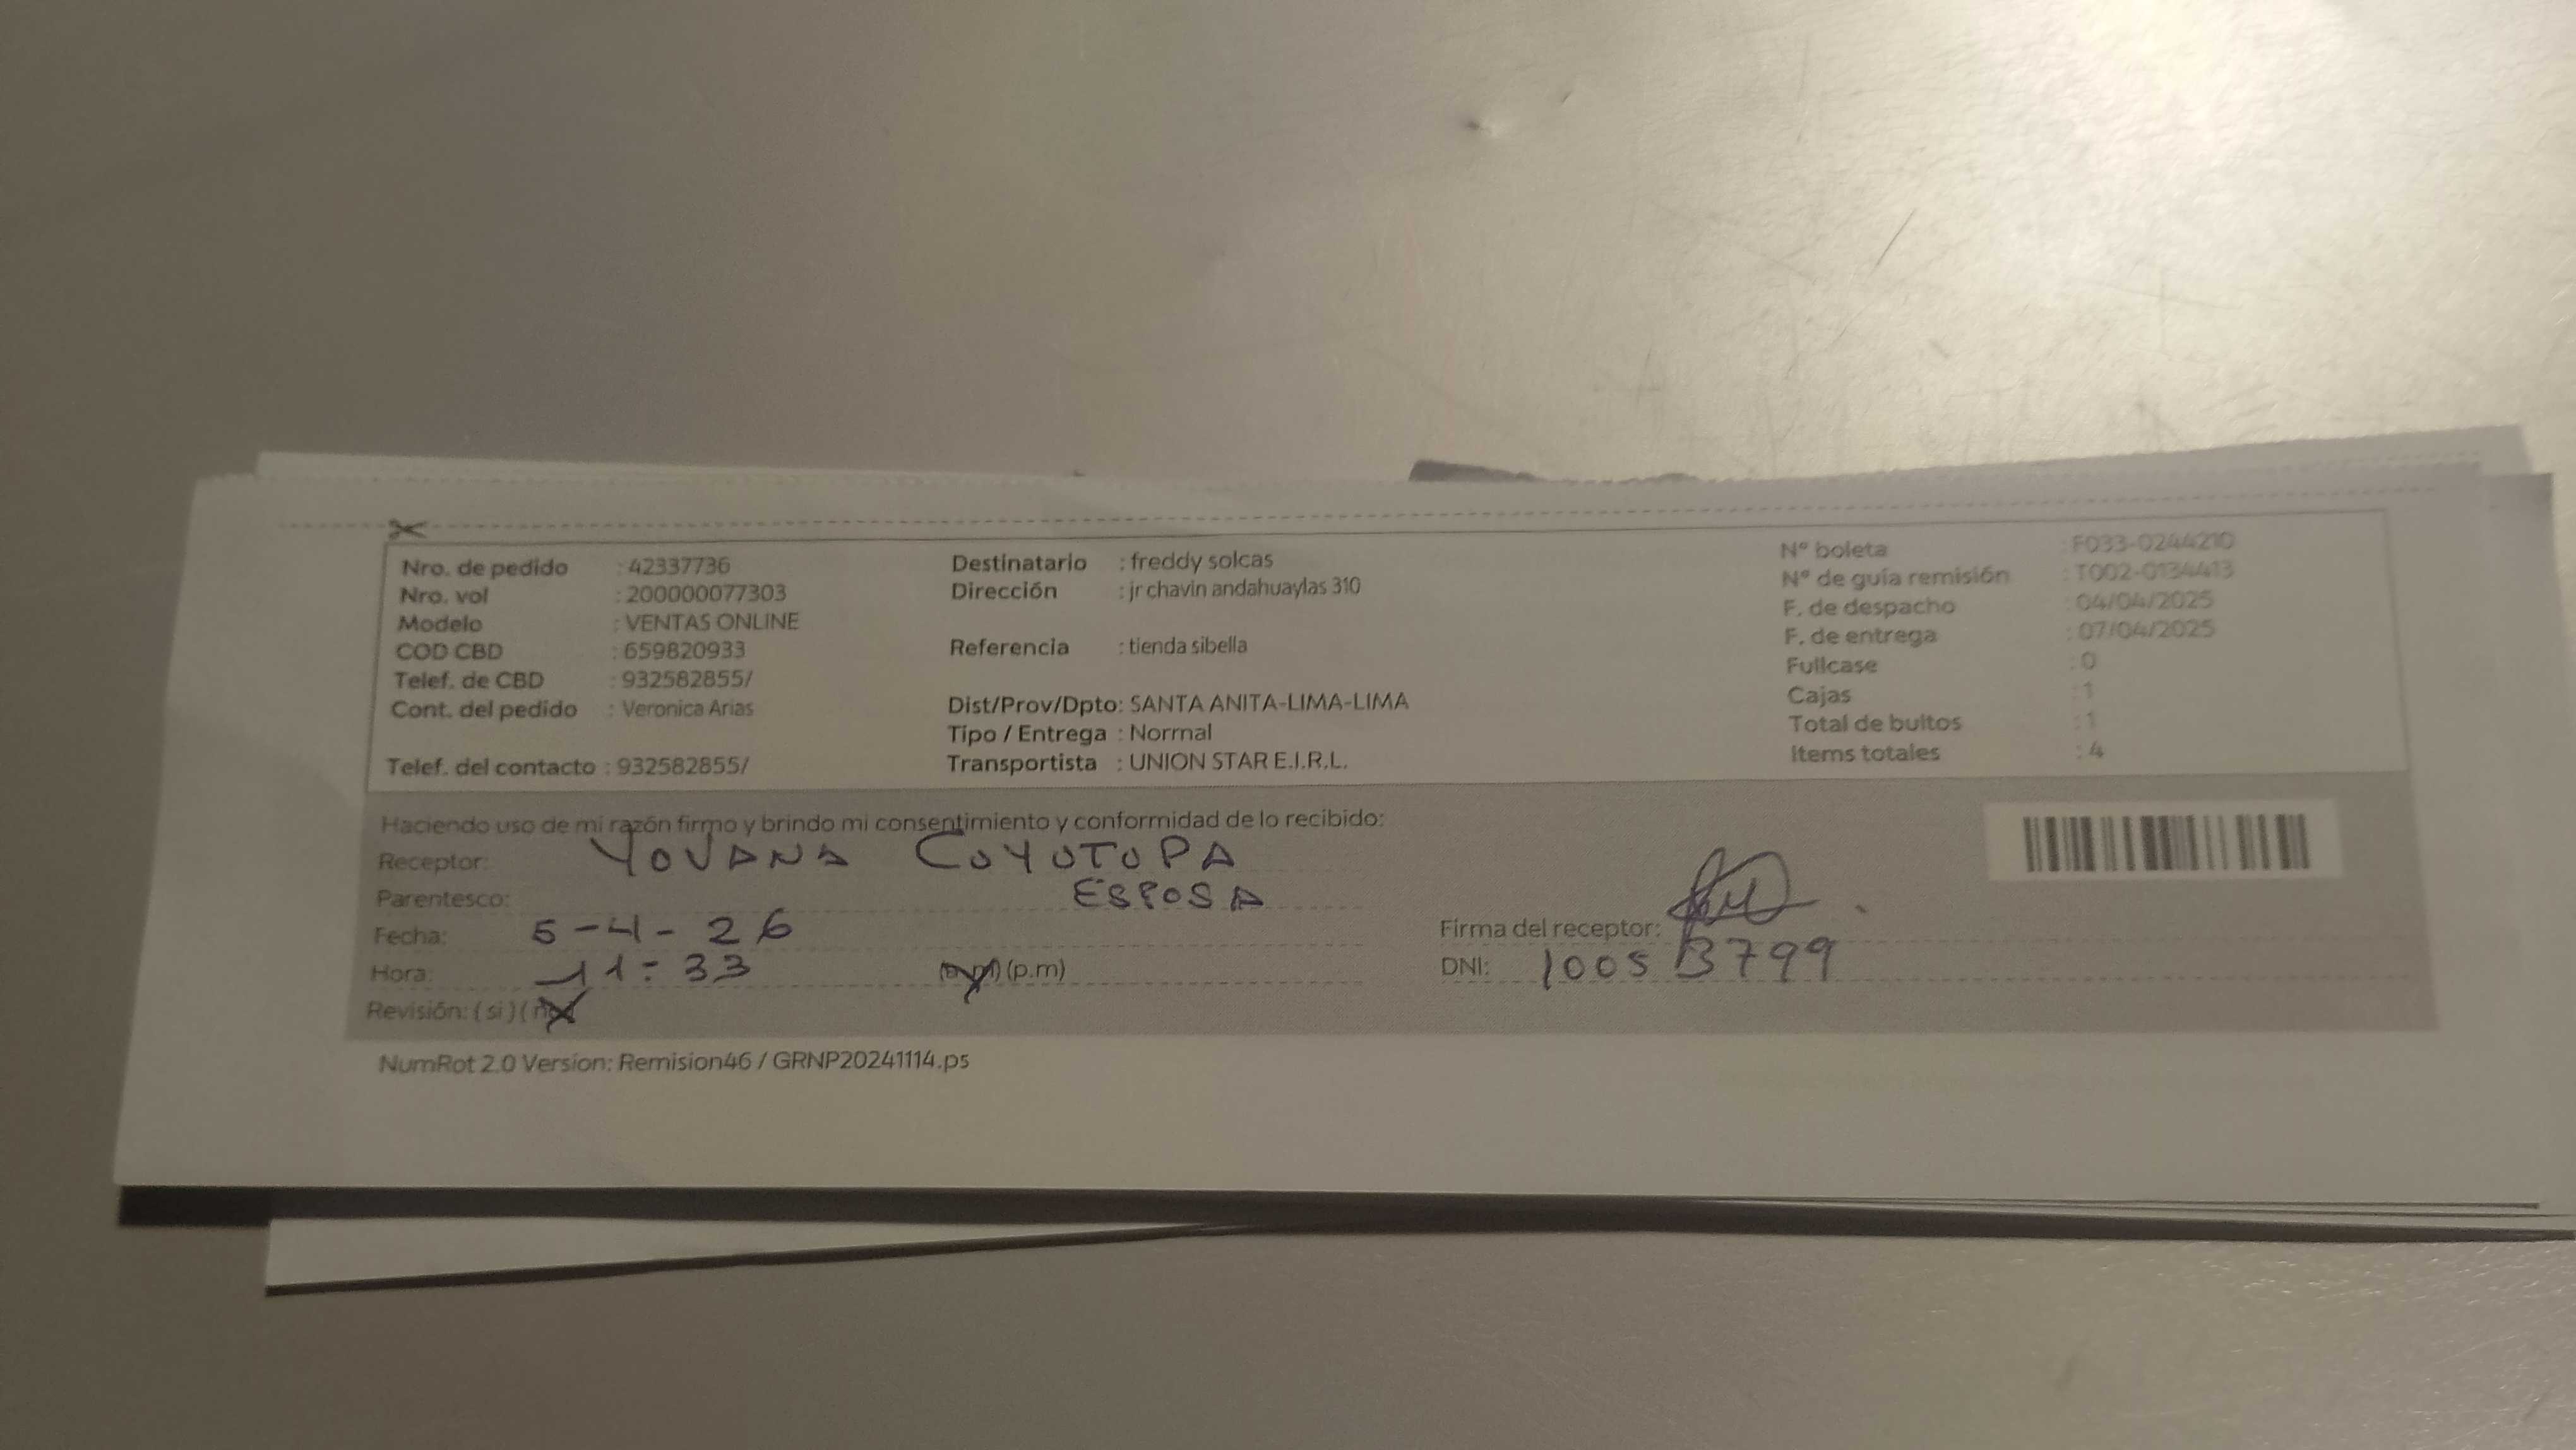 Nro. de pedido : 42337736
Nro. vol : 200000077303
Modelo : VENTAS ONLINE
COD CBD : 659820933
Telef. de CBD : 932582855/
Cont. del pedido : Veronica Arias
Telef. del contacto : 932582855/
Destinatario : freddy solcas
Dirección : jr chavin andahuaylas 310
Referencia : tienda sibella
Dist/Prov/Dpto: SANTA ANITA-LIMA-LIMA
Tipo / Entrega : Normal
Transportista : UNION STAR E.I.R.L.
N° boleta : F033-0244210
N° de guía remisión : T002-0134413
F. de despacho : 04/04/2025
F. de entrega : 07/04/2025
Fullcase : 0
Cajas : 1
Total de bultos : 1
Items totales : 4
Haciendo uso de mi razón firmo y brindo mi consentimiento y conformidad de lo recibido:
Receptor: YOVANA COYOTOPA
Parentesco: ESPOSA
Fecha: 5-4-26
Hora: 11:33 (a.m) (p.m)
Revisión: ( si ) ( no )
Firma del receptor:
DNI: 10053799
NumRot 2.0 Version: Remision46 / GRNP20241114.ps